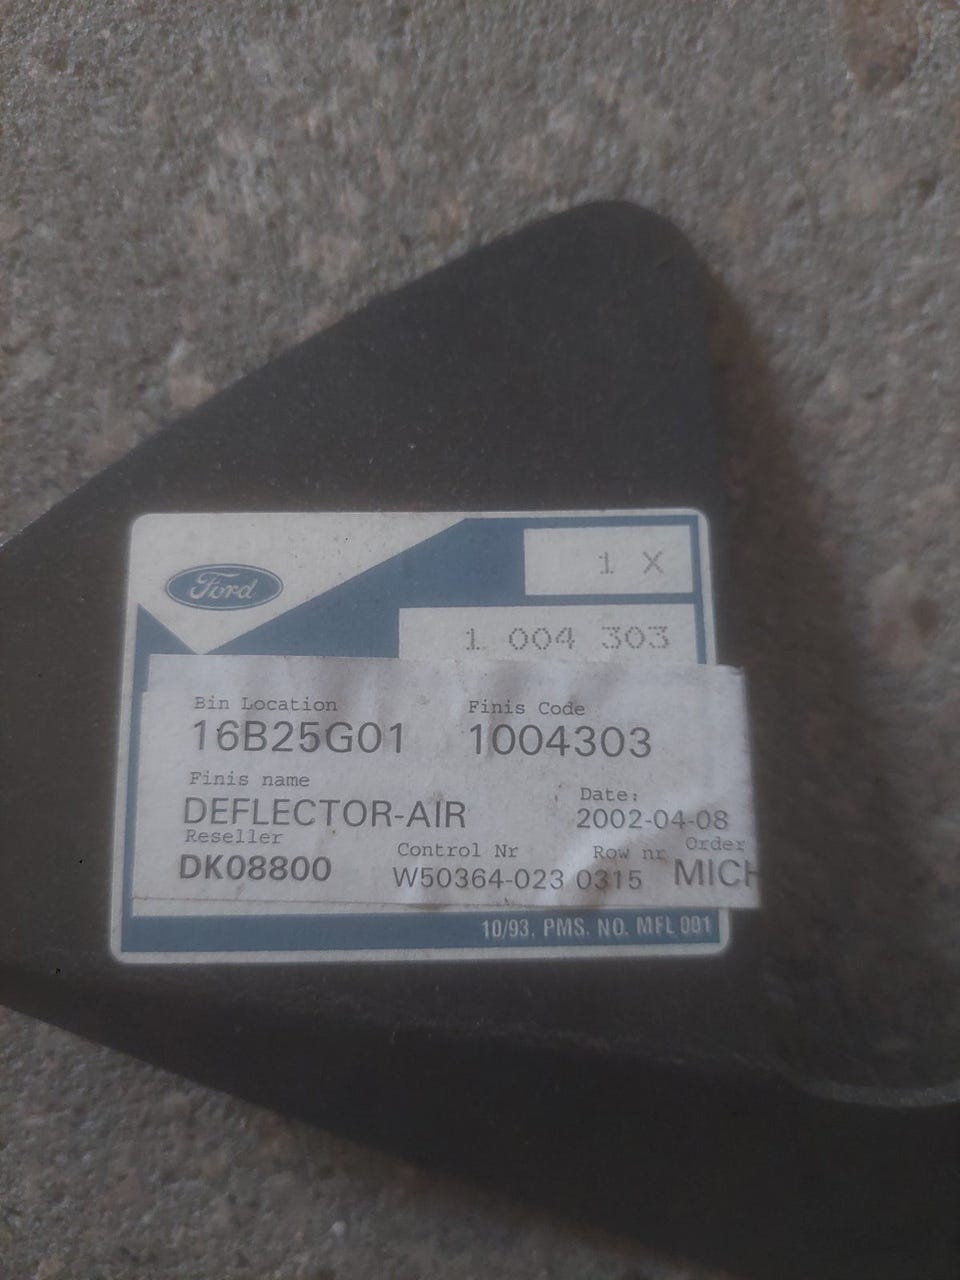 Ford
1 X
1 004 303
Bin Location Finis Code
16B25G01 1004303
Finis name
DEFLECTOR-AIR Date:
2002-04-08
Reseller Control Nr Row nr Order
DK08800 W50364-023 0315 MICH
10/93. PMS. NO. MFL 001